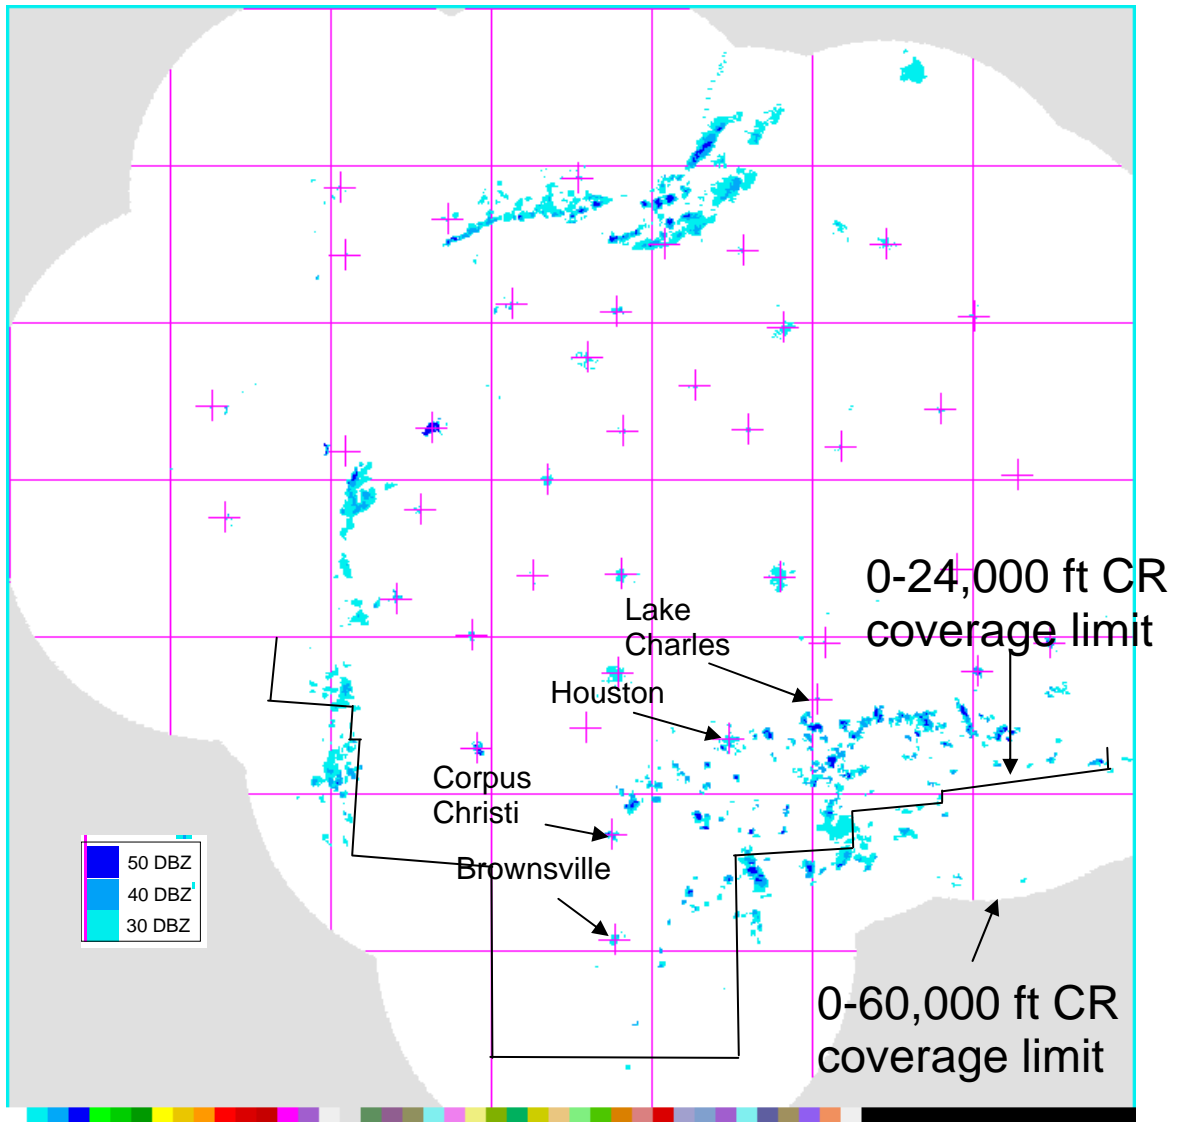 0-24,000 ft CR
coverage limit
Lake
Charles
Houston
Corpus
Christi
Brownsville
50 DBZ
40 DBZ
30 DBZ
0-60,000 ft CR
coverage limit